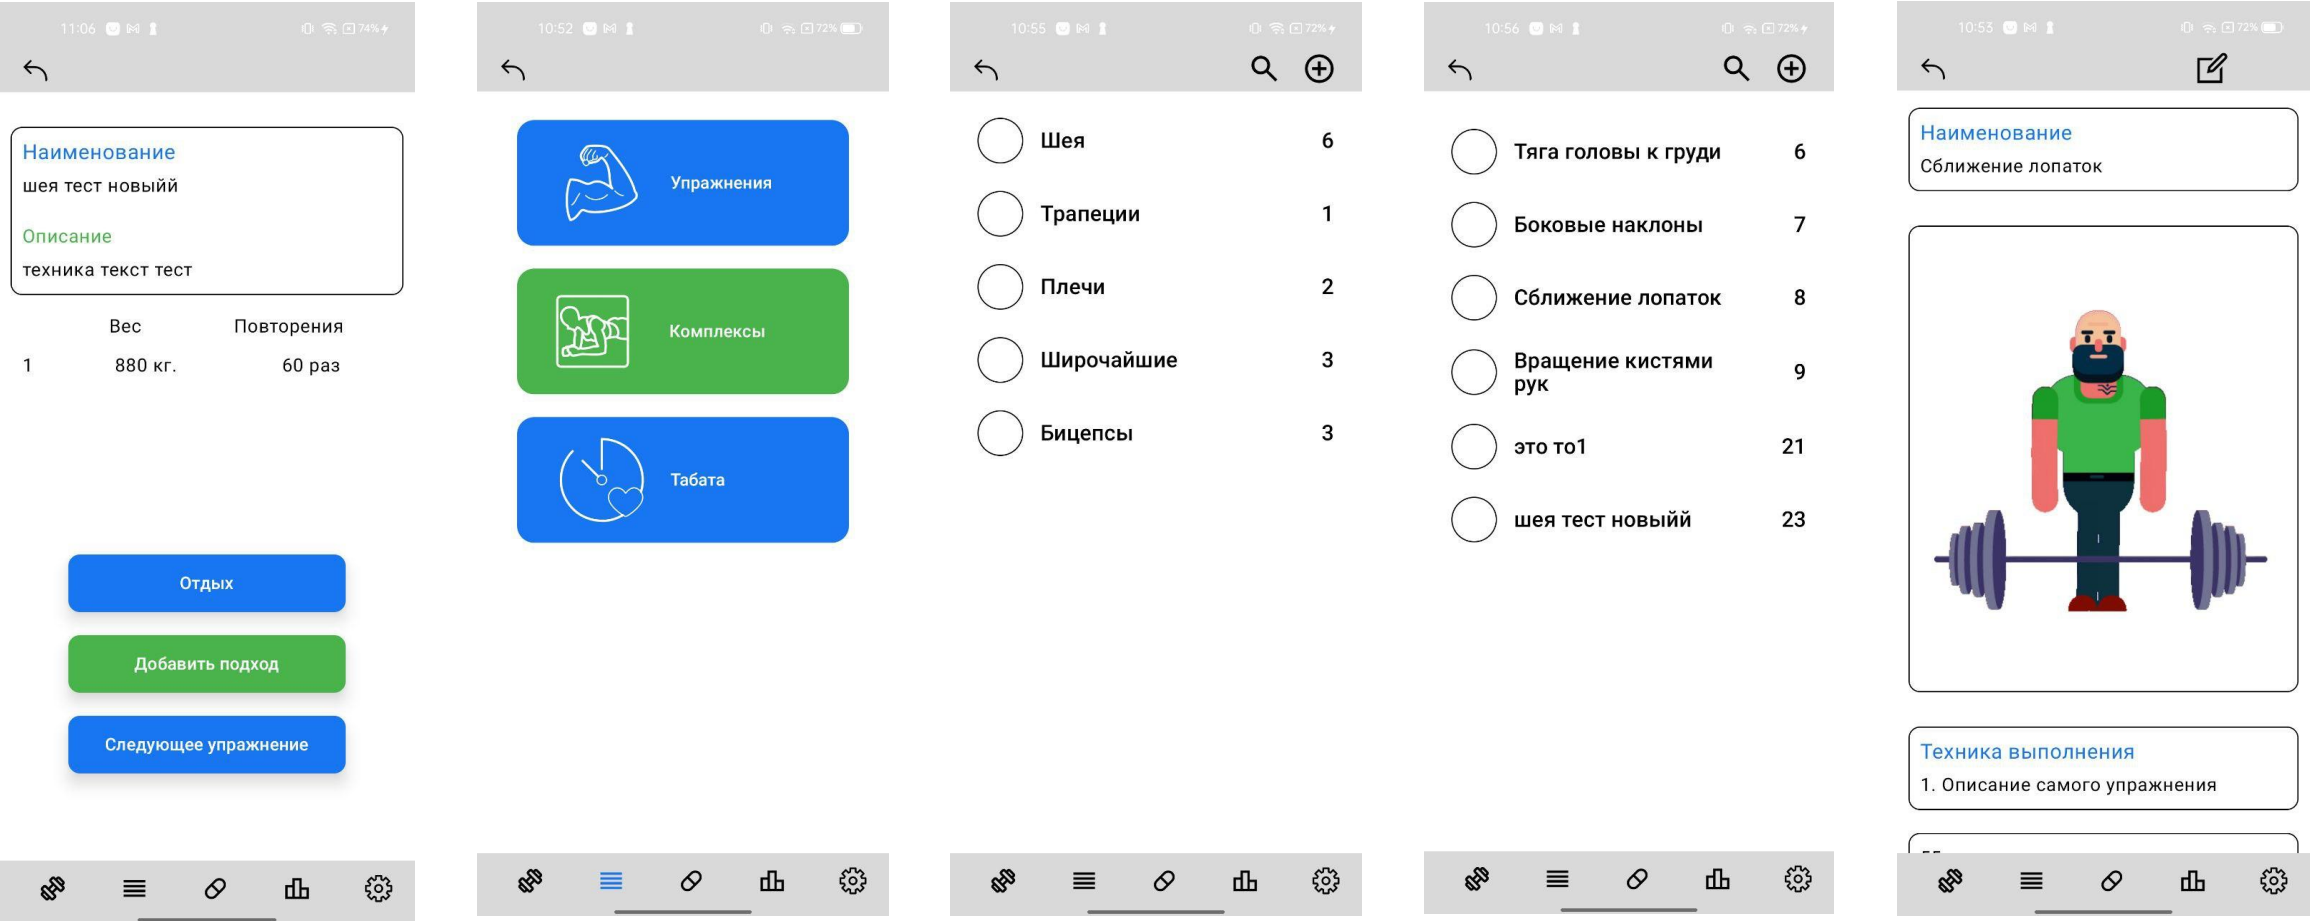 11:06
74%
Наименование
шея тест новыйй
Описание
техника текст тест
Вес Повторения
1 880 кг. 60 раз
Отдых
Добавить подход
Следующее упражнение
10:52
72%
Упражнения
Комплексы
Табата
10:55
72%
Шея 6
Трапеции 1
Плечи 2
Широчайшие 3
Бицепсы 3
10:56
72%
Тяга головы к груди 6
Боковые наклоны 7
Сближение лопаток 8
Вращение кистями
рук 9
это то1 21
шея тест новыйй 23
10:53
72%
Наименование
Сближение лопаток
Техника выполнения
1. Описание самого упражнения